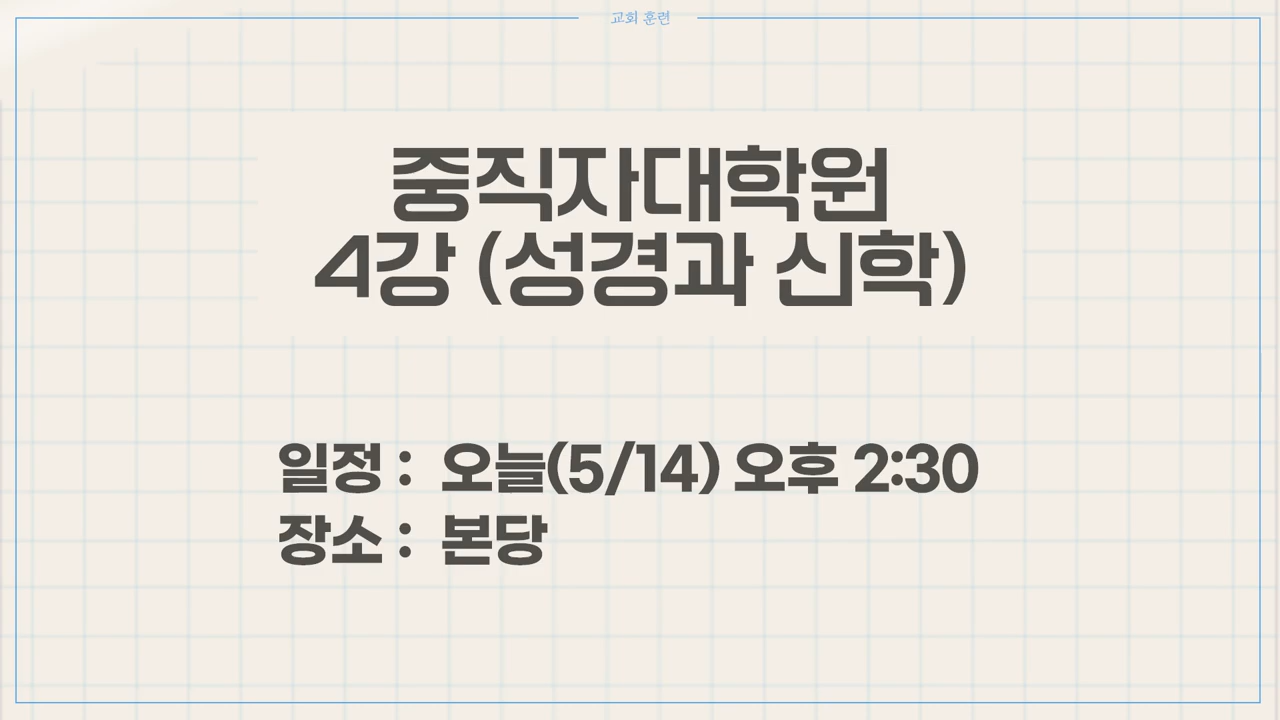 교회 훈련
중직자대학원
4강 (성경과 신학)
일정 : 오늘(5/14) 오후 2:30
장소 : 본당